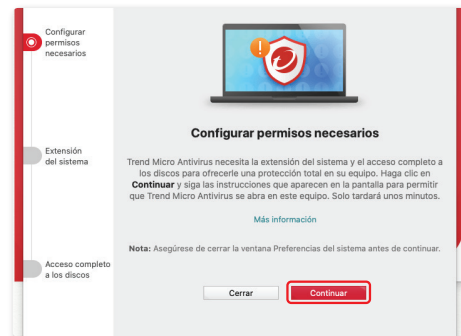 Configurar
permisos
necesarios
Extensión
del sistema
Acceso completo
a los discos
Configurar permisos necesarios
Trend Micro Antivirus necesita la extensión del sistema y el acceso completo a
los discos para ofrecerle una protección total en su equipo. Haga clic en
Continuar y siga las instrucciones que aparecen en la pantalla para permitir
que Trend Micro Antivirus se abra en este equipo. Solo tardará unos minutos.
Más información
Nota: Asegúrese de cerrar la ventana Preferencias del sistema antes de continuar.
Cerrar
Continuar